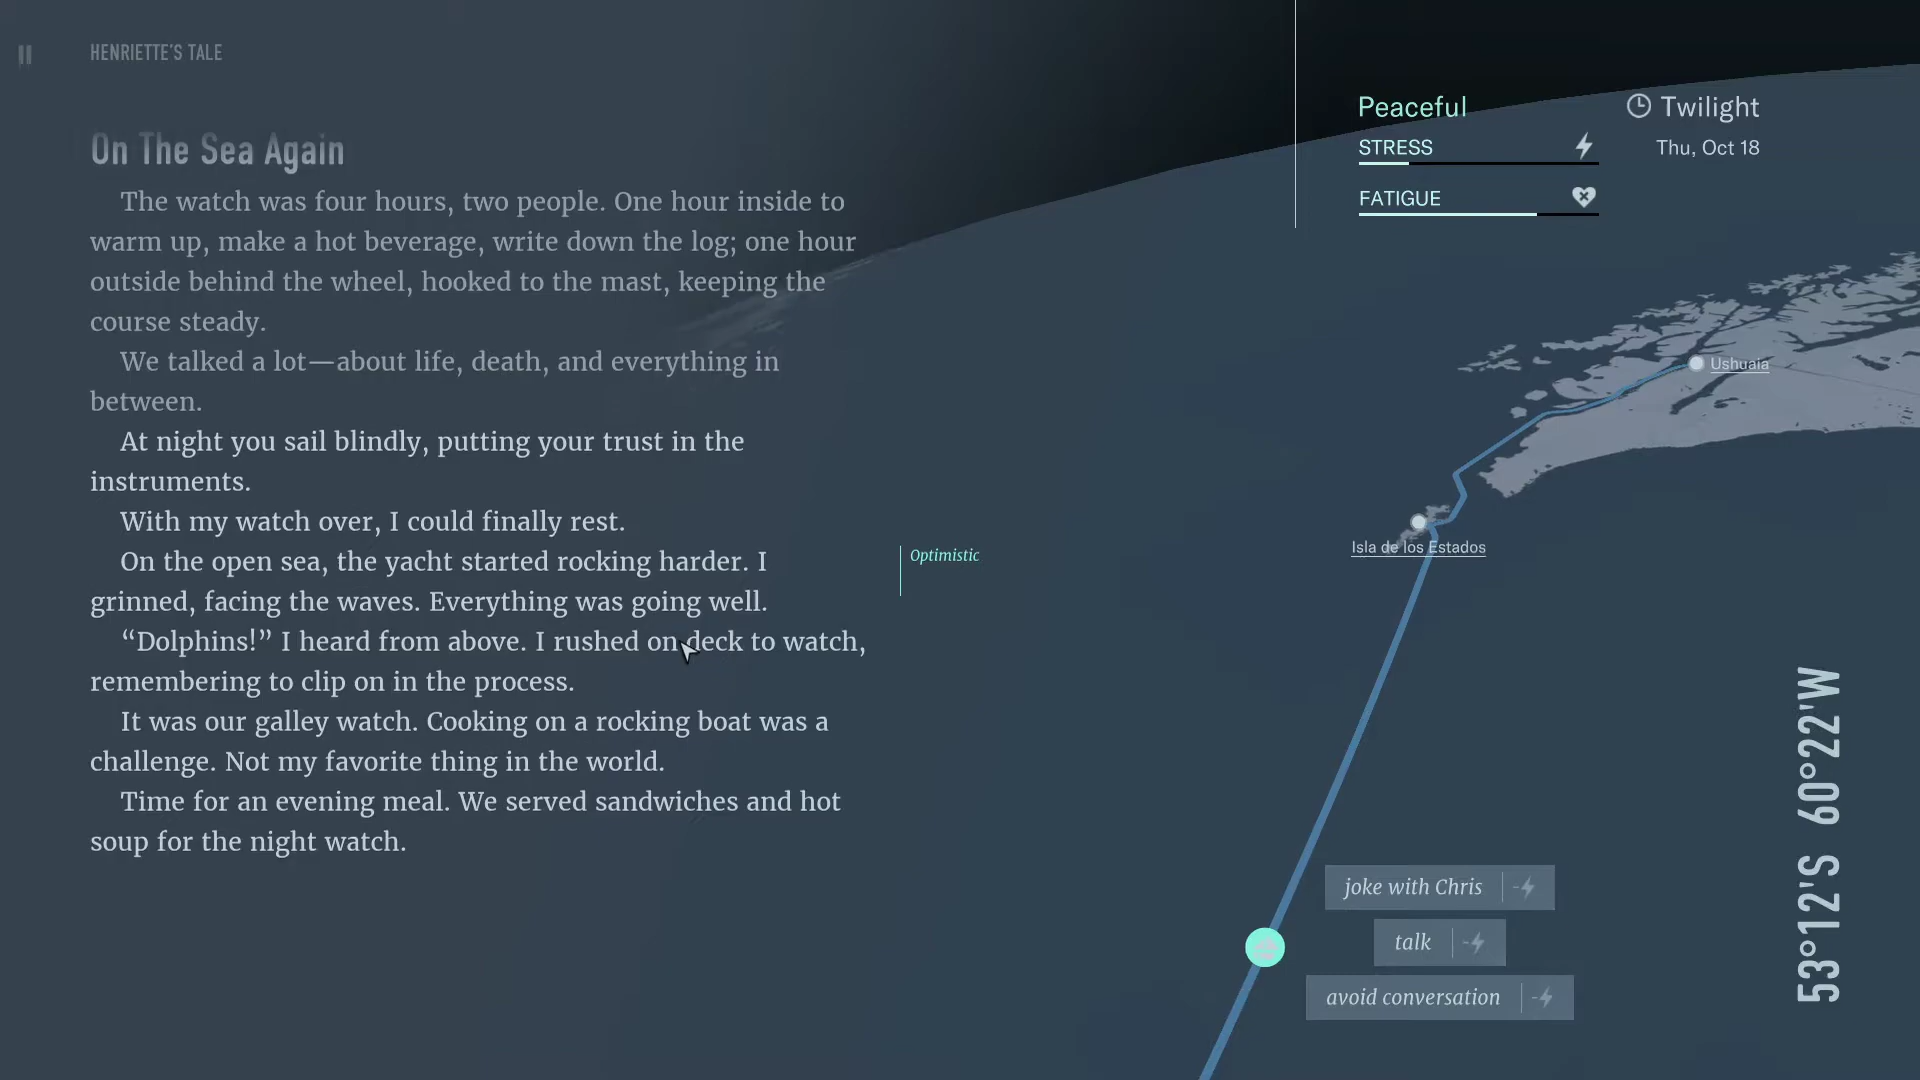 HENRIETTE'S TALE
On The Sea Again
The watch was four hours, two people. One hour inside to
warm up, make a hot beverage, write down the log; one hour
outside behind the wheel, hooked to the mast, keeping the
course steady.
We talked a lot—about life, death, and everything in
between.
At night you sail blindly, putting your trust in the
instruments.
With my watch over, I could finally rest.
On the open sea, the yacht started rocking harder. I
grinned, facing the waves. Everything was going well.
“Dolphins!” I heard from above. I rushed on deck to watch,
remembering to clip on in the process.
It was our galley watch. Cooking on a rocking boat was a
challenge. Not my favorite thing in the world.
Time for an evening meal. We served sandwiches and hot
soup for the night watch.
Optimistic
Peaceful
STRESS
FATIGUE
Twilight
Thu, Oct 18
Ushuaia
Isla de los Estados
joke with Chris
talk
avoid conversation
53°12'S 60°22'W